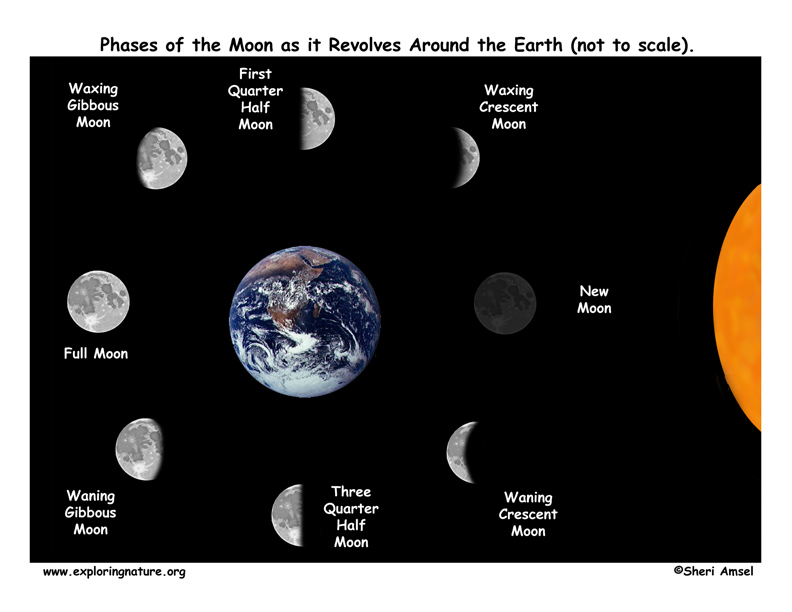 Phases of the Moon as it Revolves Around the Earth (not to scale).
Waxing
Gibbous
Moon
First
Quarter
Half
Moon
Waxing
Crescent
Moon
Full Moon
New
Moon
Waning
Gibbous
Moon
Three
Quarter
Half
Moon
Waning
Crescent
Moon
www.exploringnature.org
©Sheri Amsel